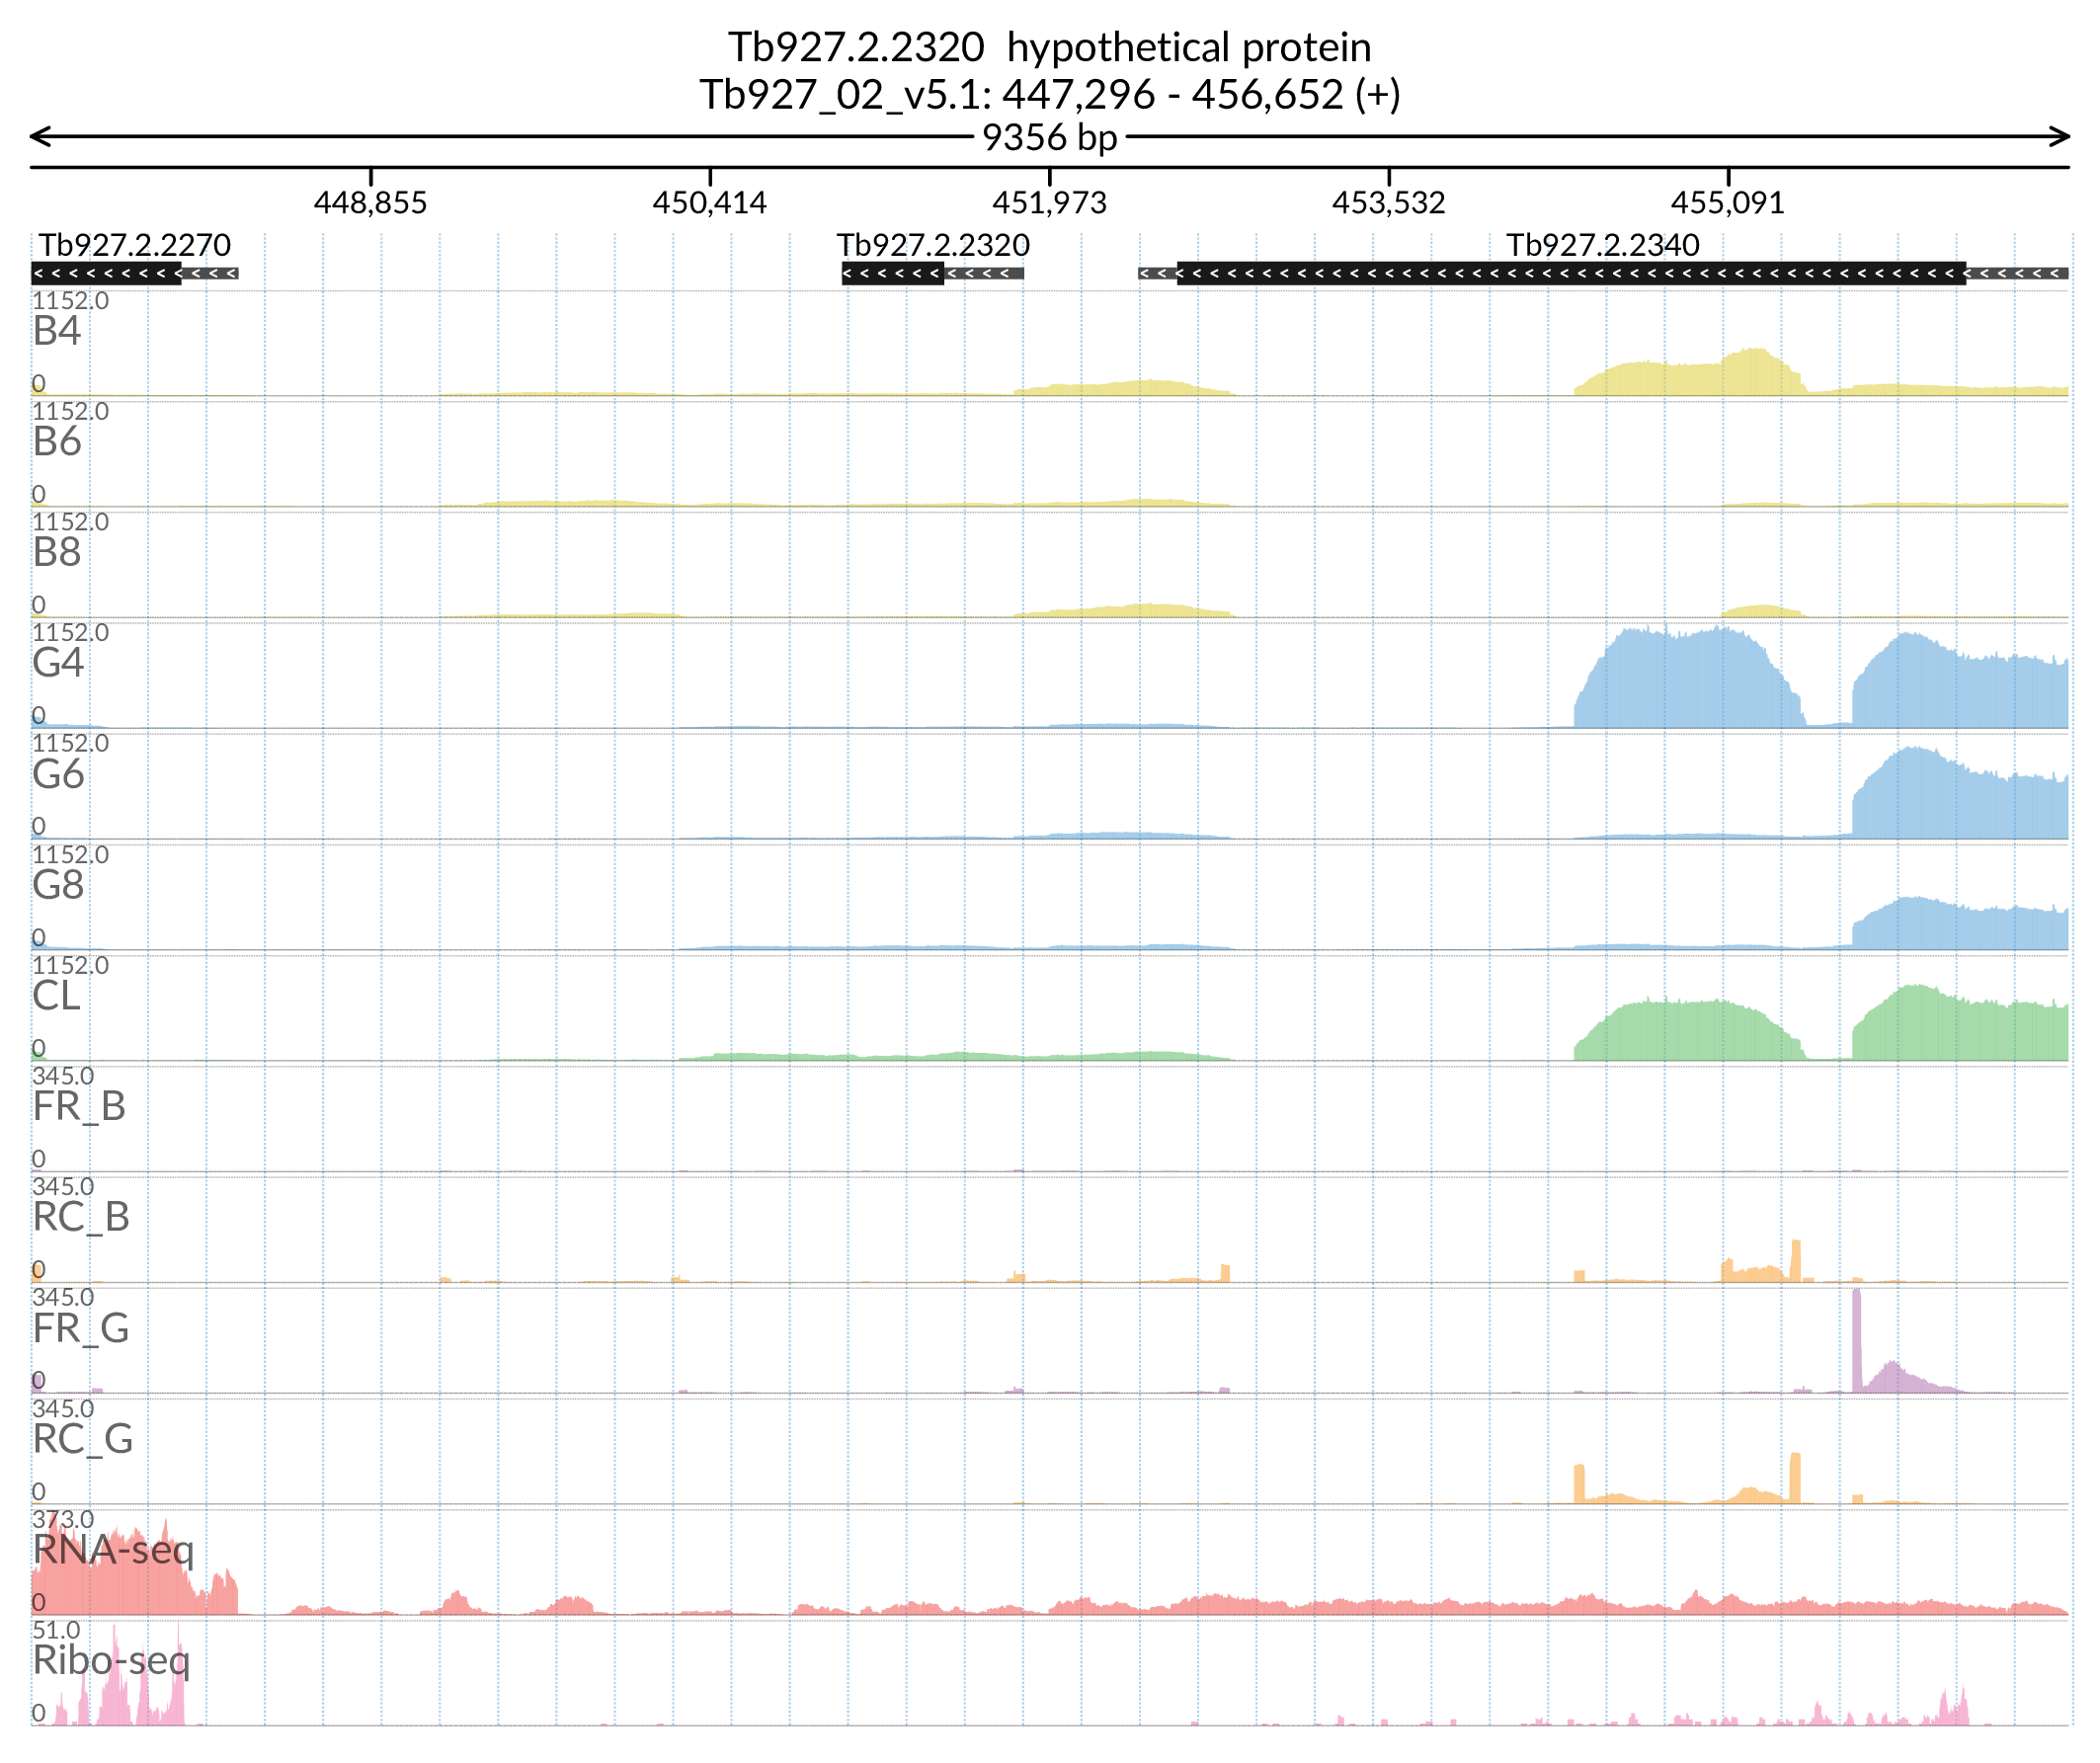 Tb927.2.2320  hypothetical protein
Tb927_02_v5.1: 447,296 - 456,652 (+)
9356 bp
448,855 450,414 451,973 453,532 455,091
Tb927.2.2270 Tb927.2.2320 Tb927.2.2340
1152.0
B4
0
1152.0
B6
0
1152.0
B8
0
1152.0
G4
0
1152.0
G6
0
1152.0
G8
0
1152.0
CL
0
345.0
FR_B
0
345.0
RC_B
0
345.0
FR_G
0
345.0
RC_G
0
373.0
RNA-seq
0
51.0
Ribo-seq
0